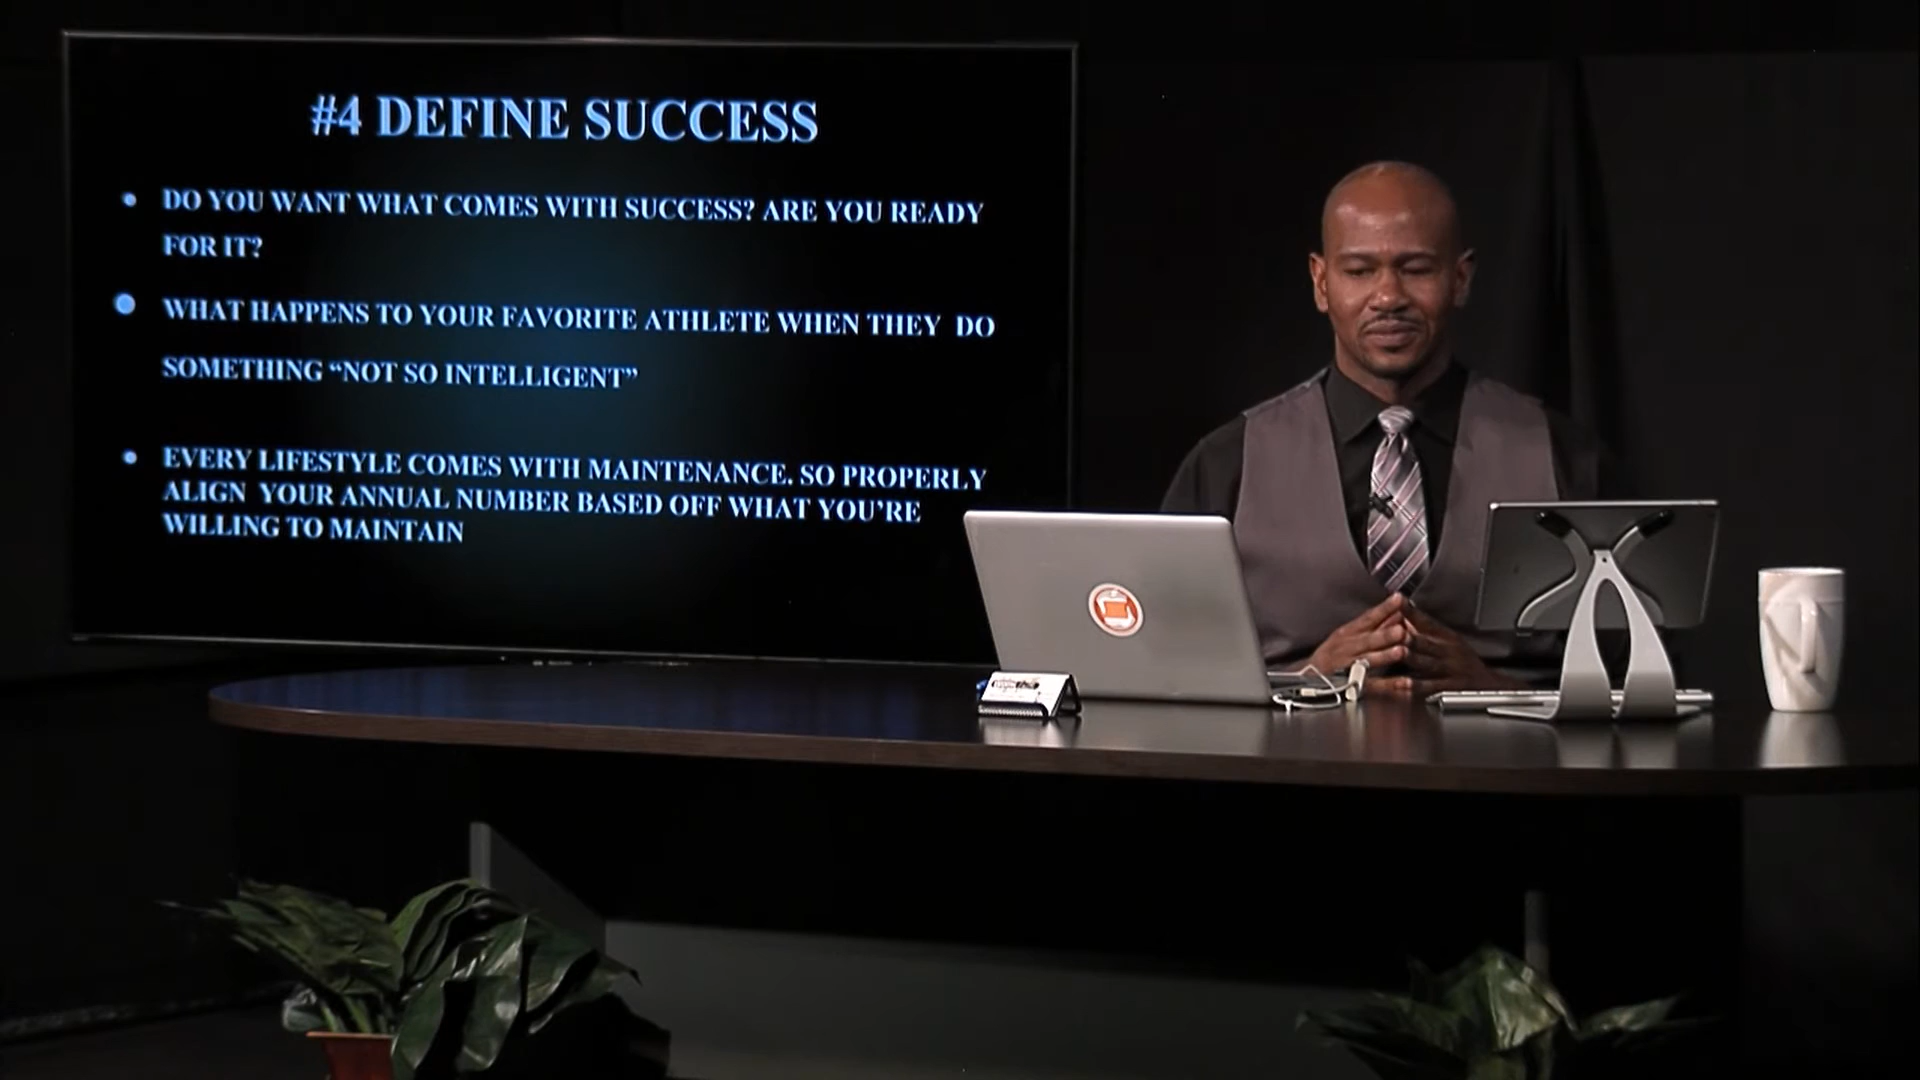 #4 DEFINE SUCCESS
DO YOU WANT WHAT COMES WITH SUCCESS? ARE YOU READY
FOR IT?
WHAT HAPPENS TO YOUR FAVORITE ATHLETE WHEN THEY  DO
SOMETHING “NOT SO INTELLIGENT”
EVERY LIFESTYLE COMES WITH MAINTENANCE. SO PROPERLY
ALIGN  YOUR ANNUAL NUMBER BASED OFF WHAT YOU’RE
WILLING TO MAINTAIN